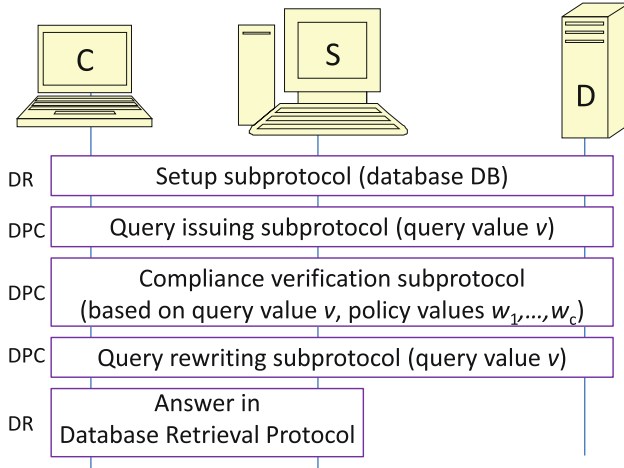 C
S
D
DR
Setup subprotocol (database DB)
DPC
Query issuing subprotocol (query value v)
DPC
Compliance verification subprotocol
(based on query value v, policy values w₁,...,w꜀)
DPC
Query rewriting subprotocol (query value v)
DR
Answer in
Database Retrieval Protocol